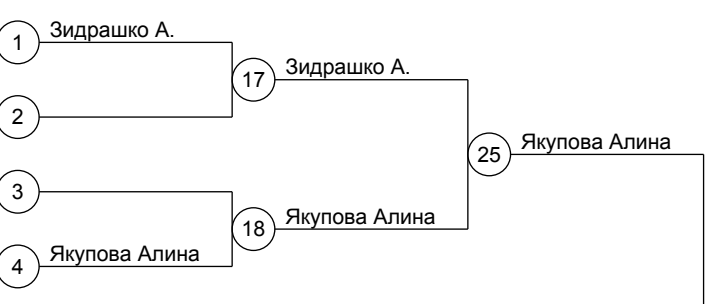 1 Зидрашко А.
17 Зидрашко А.
2
25 Якупова Алина
3
18 Якупова Алина
4 Якупова Алина